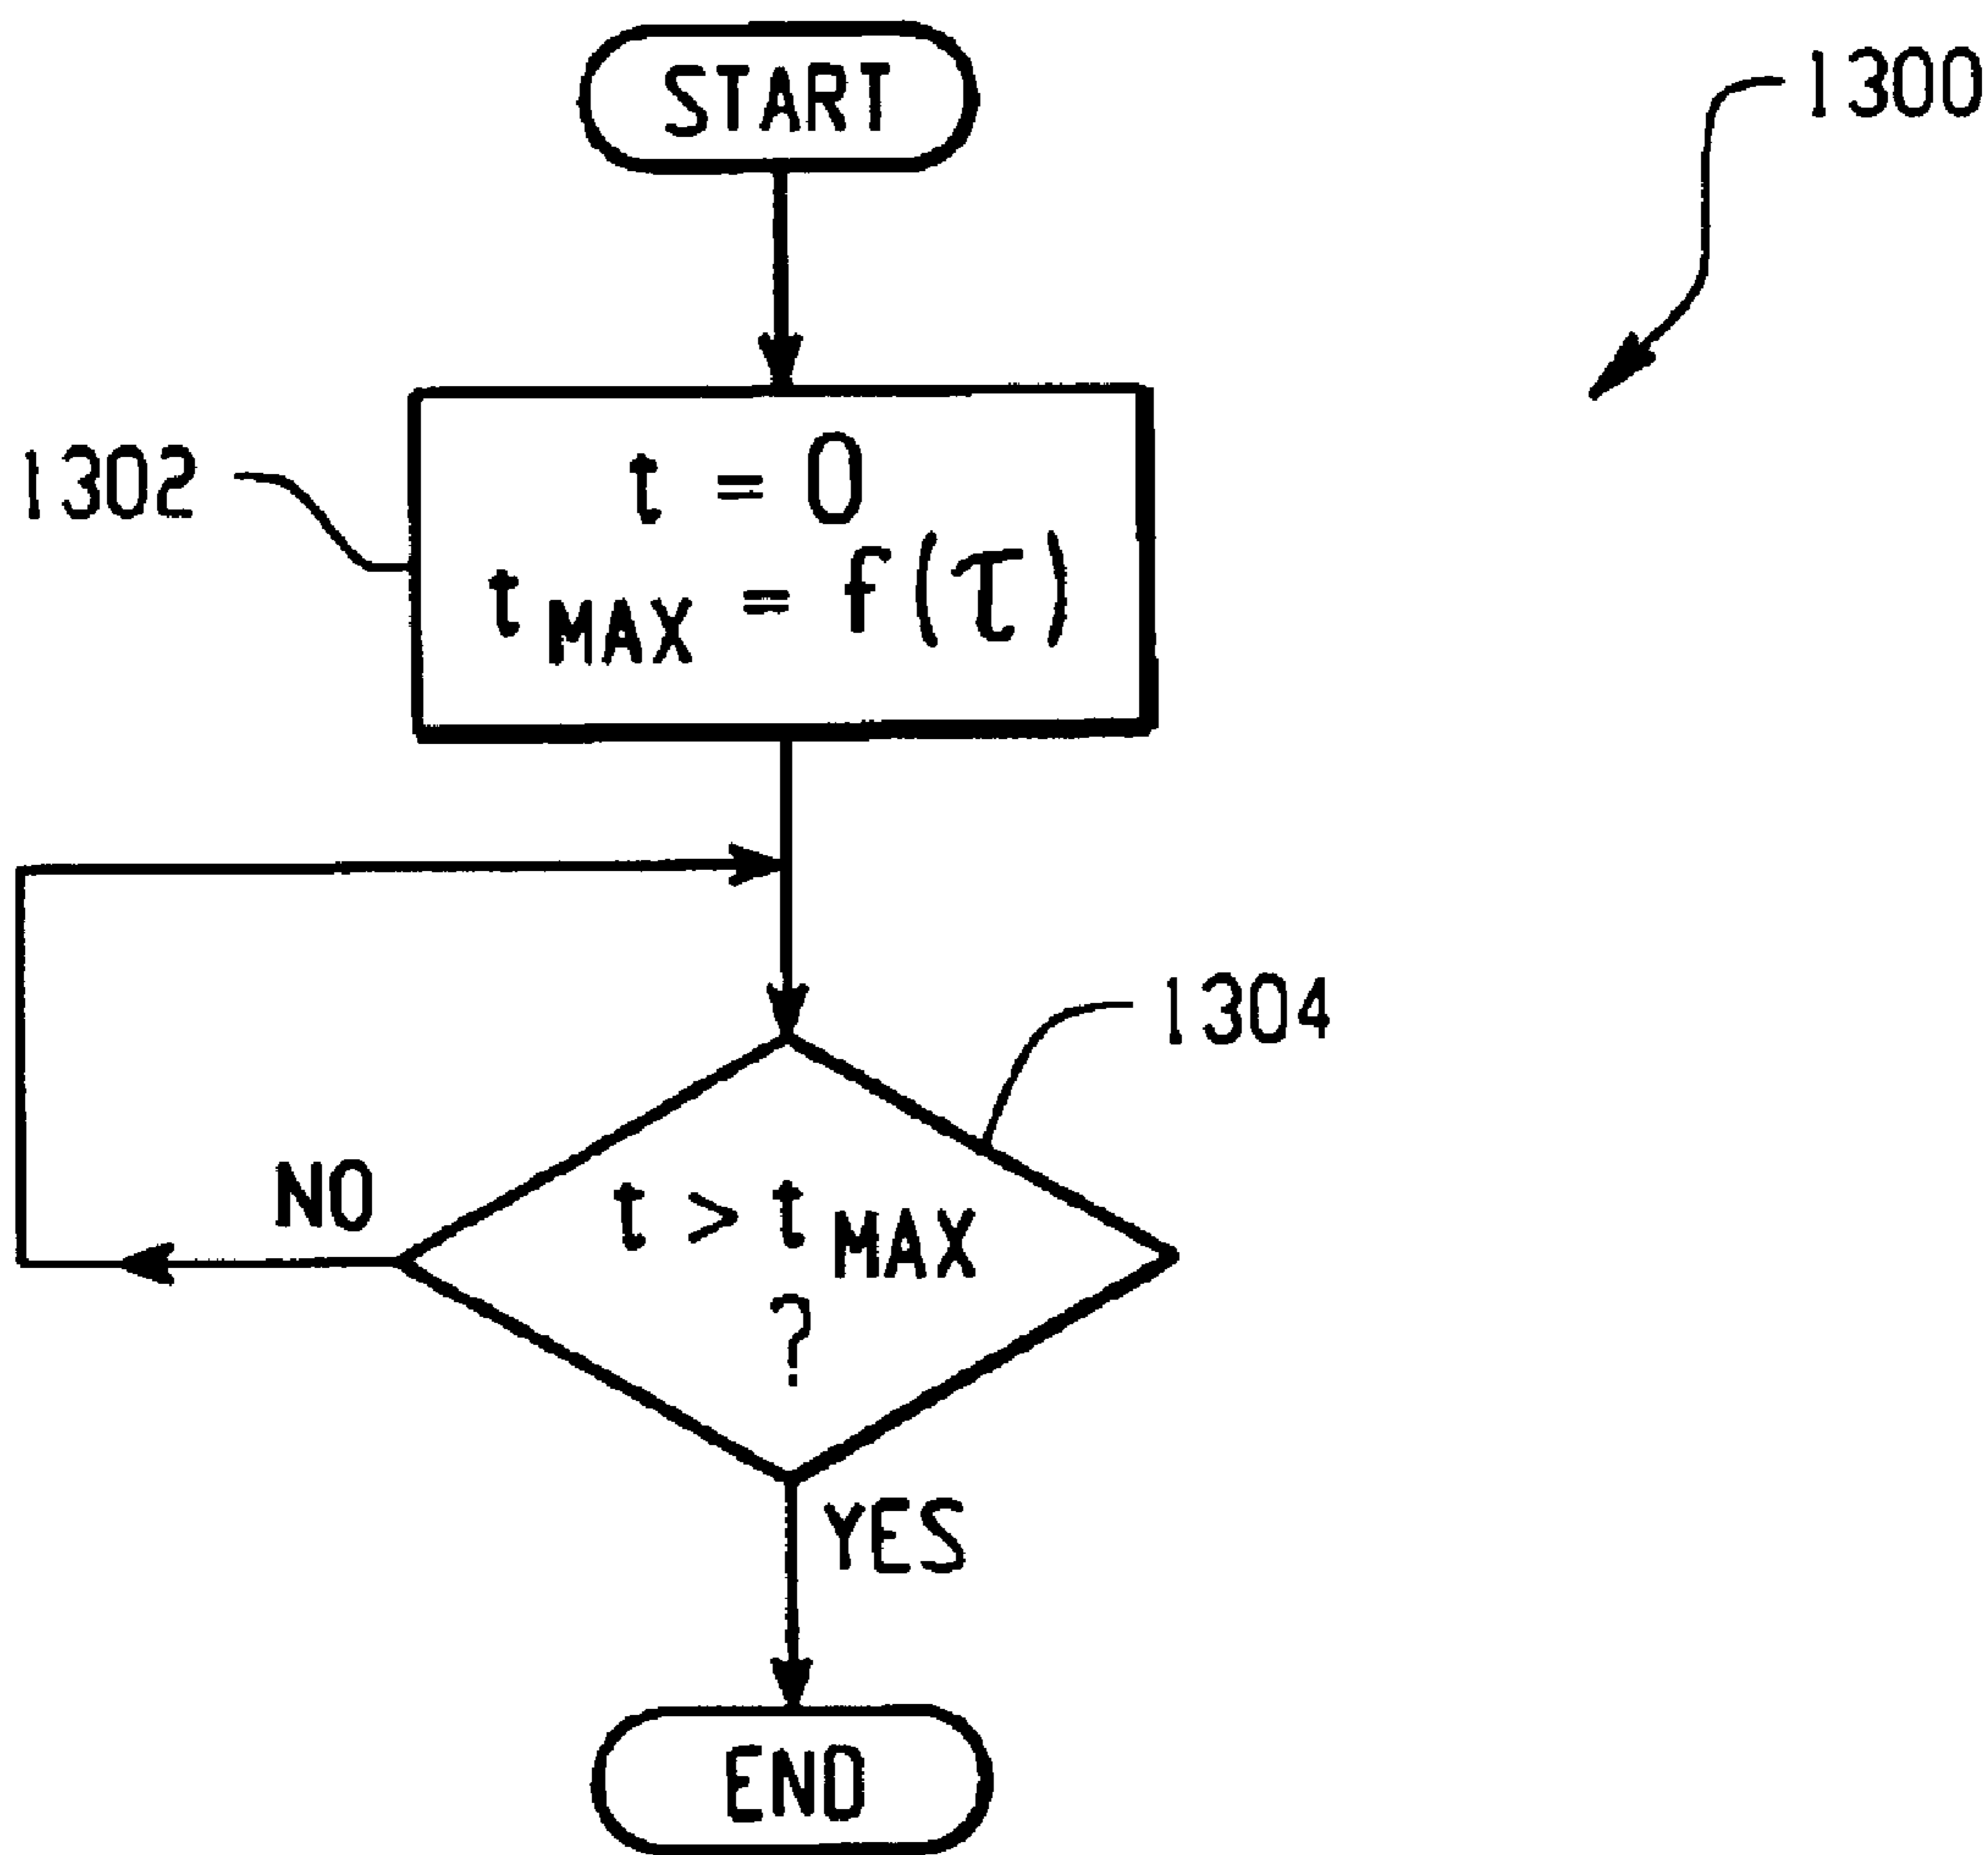 START
1300
1302
t = 0
t MAX = f(τ)
1304
NO
t > t MAX
?
YES
END